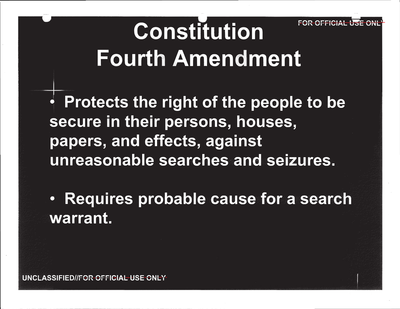 FOR OFFICIAL USE ONLY
Constitution
Fourth Amendment
• Protects the right of the people to be
secure in their persons, houses,
papers, and effects, against
unreasonable searches and seizures.
• Requires probable cause for a search
warrant.
UNCLASSIFIED//FOR OFFICIAL USE ONLY